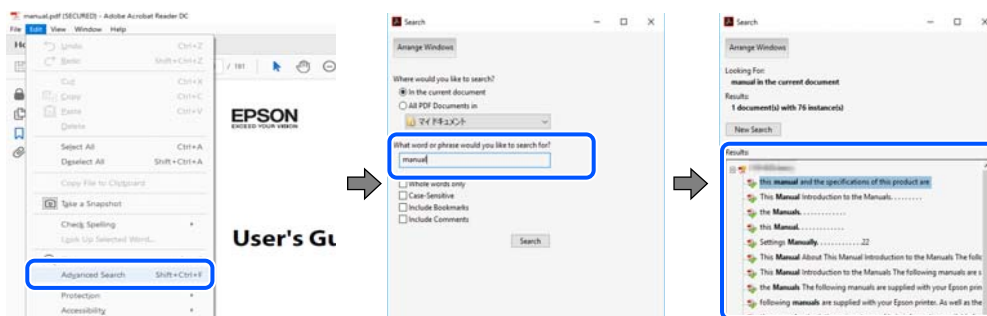 manual.pdf (SECURED) - Adobe Acrobat Reader DC
File Edit View Window Help
Undo Ctrl+Z
Redo Shift+Ctrl+Z
Cut Ctrl+X
Copy Ctrl+C
Paste Ctrl+V
Delete
Select All Ctrl+A
Deselect All Shift+Ctrl+A
Copy File to Clipboard
Take a Snapshot
Check Spelling
Look Up Selected Word...
Advanced Search Shift+Ctrl+F
Protection
Accessibility
/ 191
EPSON
EXCEED YOUR VISION
User's Gu
Search
Arrange Windows
Where would you like to search?
In the current document
All PDF Documents in
マイ ドキュメント
What word or phrase would you like to search for?
manual
Whole words only
Case-Sensitive
Include Bookmarks
Include Comments
Search
Search
Arrange Windows
Looking For:
manual in the current document
Results:
1 document(s) with 76 instance(s)
New Search
Results:
this manual and the specifications of this product are
This Manual Introduction to the Manuals. . . . . . . . .
the Manuals. . . . . . . . . . . . .
this Manual. . . . . . . . . . . . .
Settings Manually. . . . . . . . . . . . .22
This Manual About This Manual Introduction to the Manuals The follo
This Manual Introduction to the Manuals The following manuals are s
the Manuals The following manuals are supplied with your Epson prin
following manuals are supplied with your Epson printer. As well as the